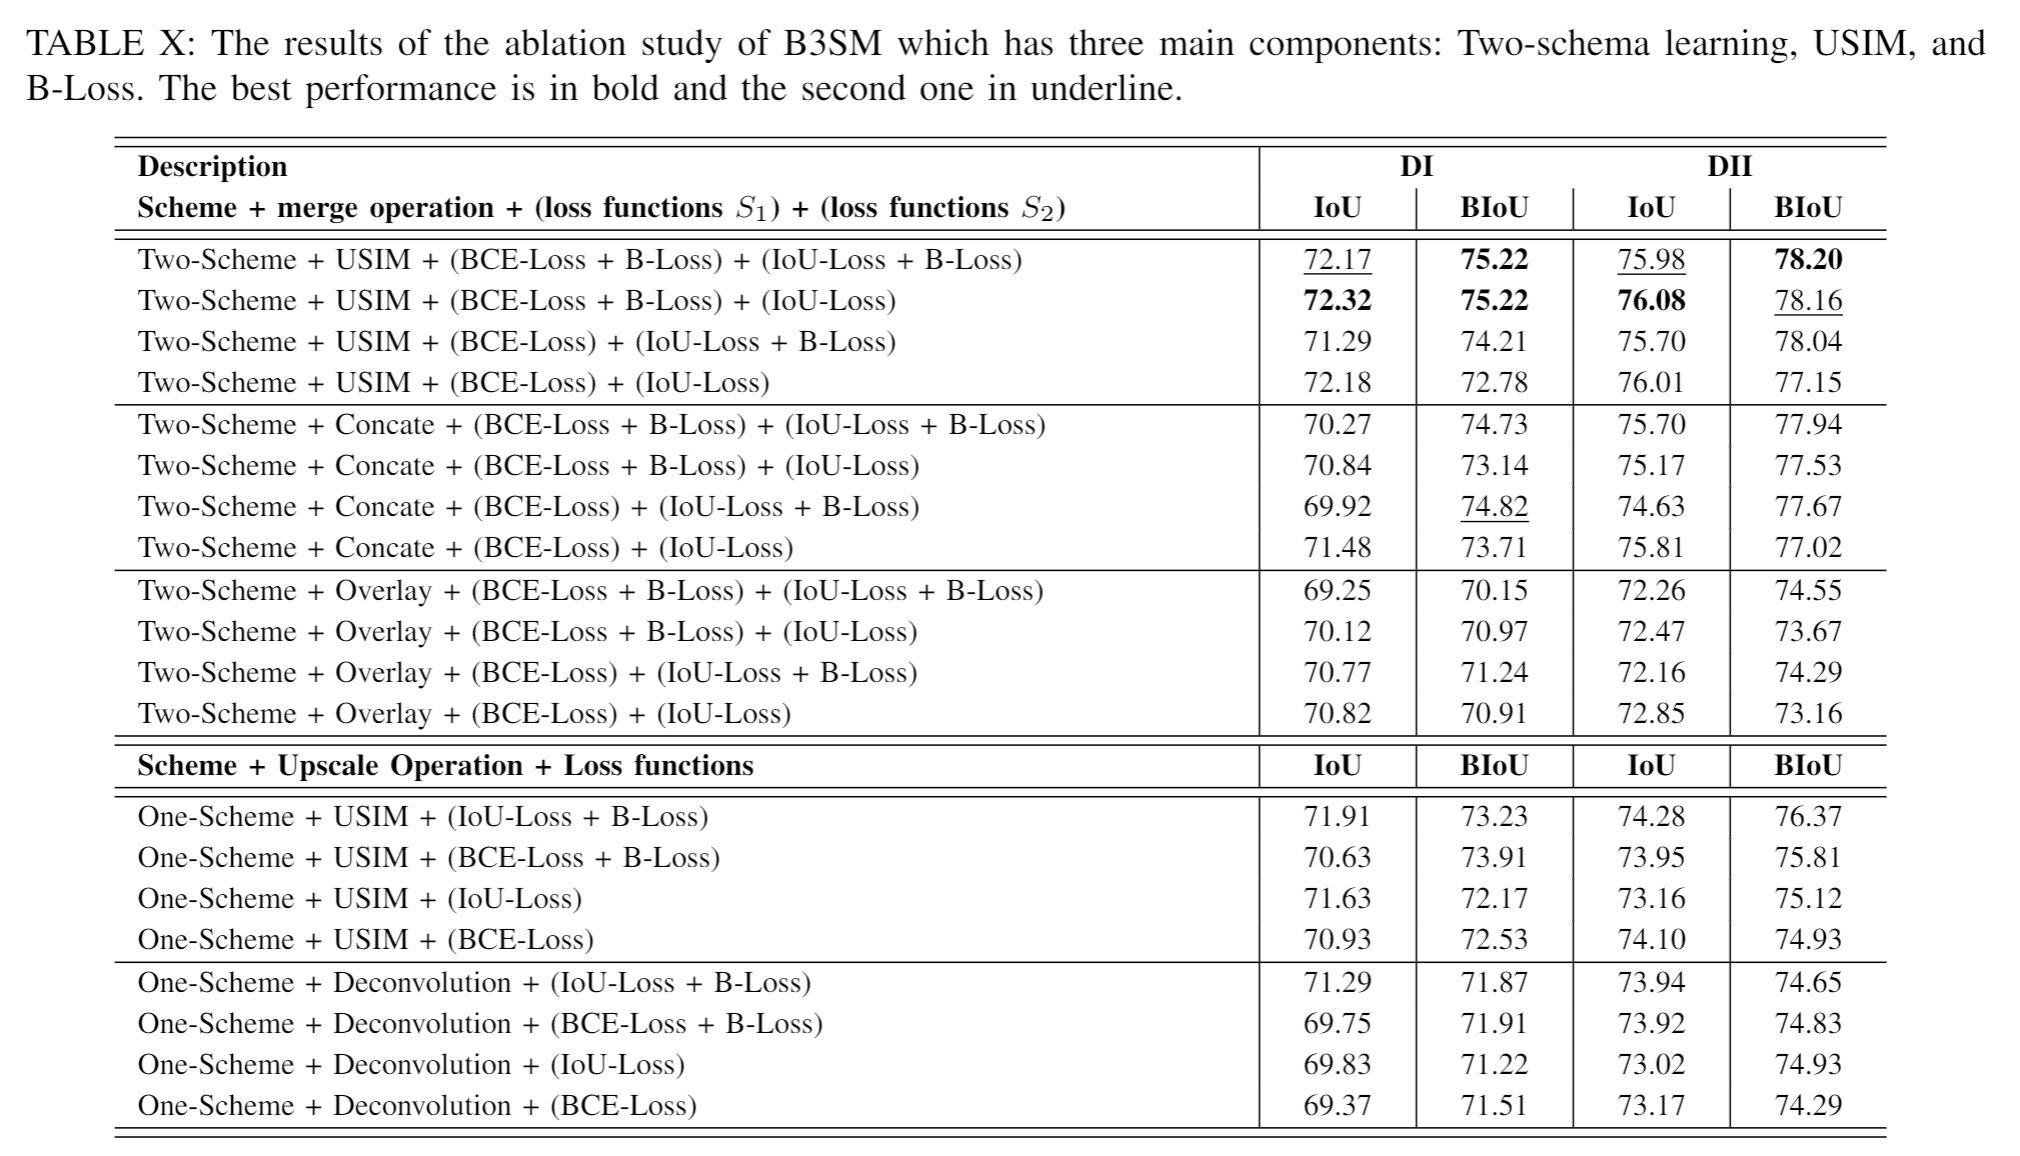 TABLE X: The results of the ablation study of B3SM which has three main components: Two-schema learning, USIM, and
B-Loss. The best performance is in bold and the second one in underline.
Description DI DII
Scheme + merge operation + (loss functions S1) + (loss functions S2) IoU BIoU IoU BIoU
Two-Scheme + USIM + (BCE-Loss + B-Loss) + (IoU-Loss + B-Loss) 72.17 75.22 75.98 78.20
Two-Scheme + USIM + (BCE-Loss + B-Loss) + (IoU-Loss) 72.32 75.22 76.08 78.16
Two-Scheme + USIM + (BCE-Loss) + (IoU-Loss + B-Loss) 71.29 74.21 75.70 78.04
Two-Scheme + USIM + (BCE-Loss) + (IoU-Loss) 72.18 72.78 76.01 77.15
Two-Scheme + Concate + (BCE-Loss + B-Loss) + (IoU-Loss + B-Loss) 70.27 74.73 75.70 77.94
Two-Scheme + Concate + (BCE-Loss + B-Loss) + (IoU-Loss) 70.84 73.14 75.17 77.53
Two-Scheme + Concate + (BCE-Loss) + (IoU-Loss + B-Loss) 69.92 74.82 74.63 77.67
Two-Scheme + Concate + (BCE-Loss) + (IoU-Loss) 71.48 73.71 75.81 77.02
Two-Scheme + Overlay + (BCE-Loss + B-Loss) + (IoU-Loss + B-Loss) 69.25 70.15 72.26 74.55
Two-Scheme + Overlay + (BCE-Loss + B-Loss) + (IoU-Loss) 70.12 70.97 72.47 73.67
Two-Scheme + Overlay + (BCE-Loss) + (IoU-Loss + B-Loss) 70.77 71.24 72.16 74.29
Two-Scheme + Overlay + (BCE-Loss) + (IoU-Loss) 70.82 70.91 72.85 73.16
Scheme + Upscale Operation + Loss functions IoU BIoU IoU BIoU
One-Scheme + USIM + (IoU-Loss + B-Loss) 71.91 73.23 74.28 76.37
One-Scheme + USIM + (BCE-Loss + B-Loss) 70.63 73.91 73.95 75.81
One-Scheme + USIM + (IoU-Loss) 71.63 72.17 73.16 75.12
One-Scheme + USIM + (BCE-Loss) 70.93 72.53 74.10 74.93
One-Scheme + Deconvolution + (IoU-Loss + B-Loss) 71.29 71.87 73.94 74.65
One-Scheme + Deconvolution + (BCE-Loss + B-Loss) 69.75 71.91 73.92 74.83
One-Scheme + Deconvolution + (IoU-Loss) 69.83 71.22 73.02 74.93
One-Scheme + Deconvolution + (BCE-Loss) 69.37 71.51 73.17 74.29